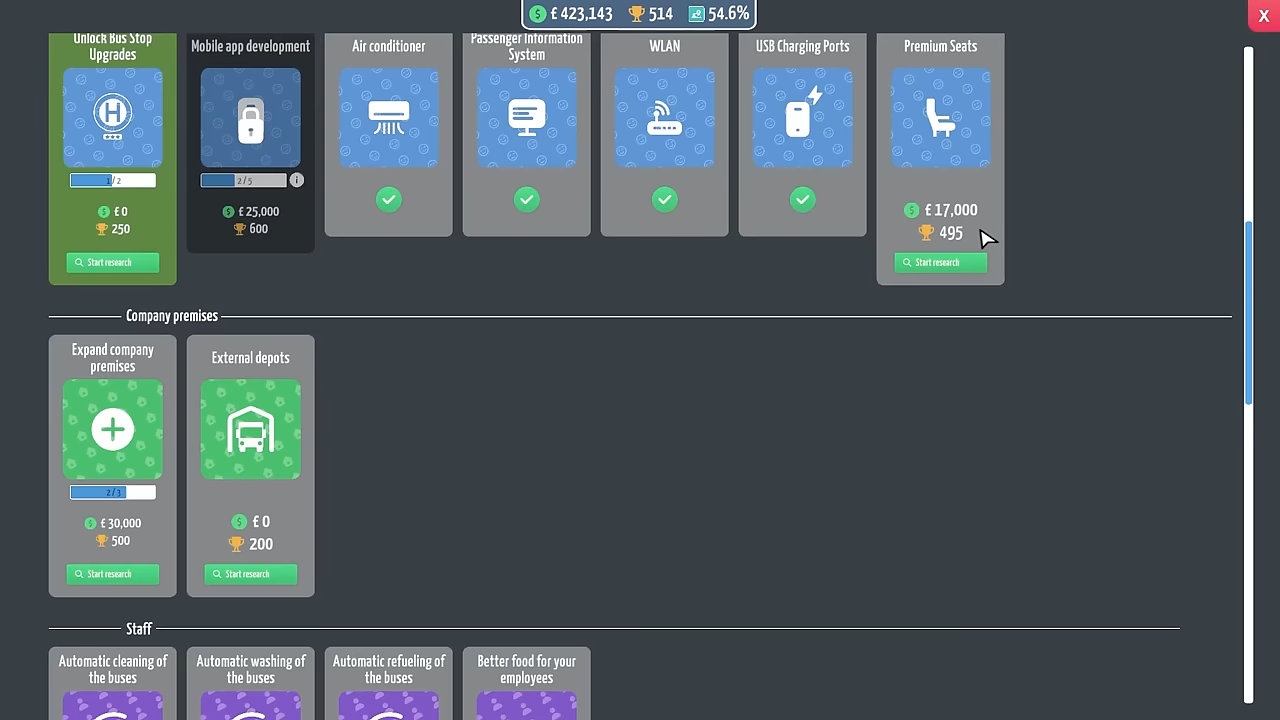 £ 423,143 514 54.6%
X
Unlock Bus Stop
Upgrades
1/2
£ 0
250
Start research
Mobile app development
2/5
£ 25,000
600
Air conditioner
Passenger Information
System
WLAN
USB Charging Ports
Premium Seats
£ 17,000
495
Start research
Company premises
Expand company
premises
2/3
£ 30,000
500
Start research
External depots
£ 0
200
Start research
Staff
Automatic cleaning of
the buses
Automatic washing of
the buses
Automatic refueling of
the buses
Better food for your
employees